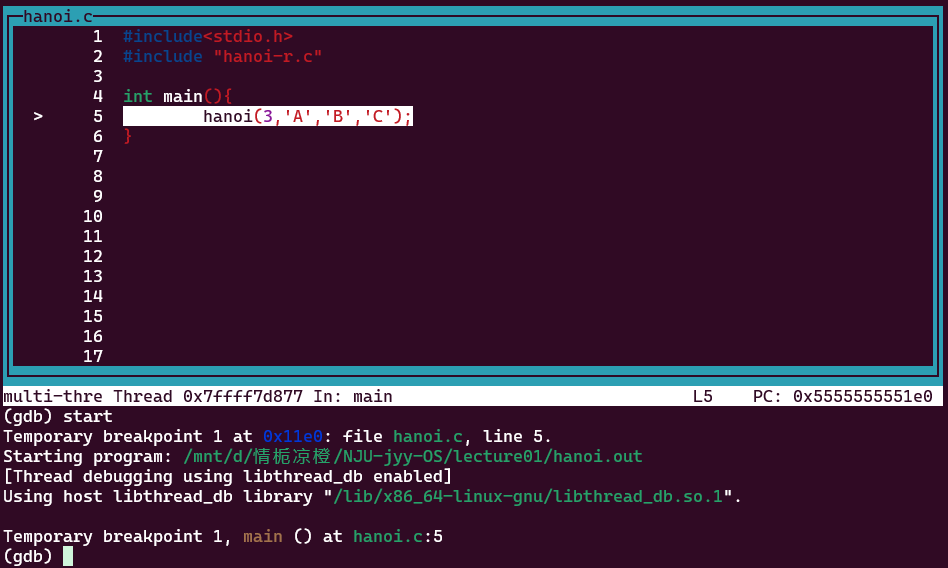 hanoi.c
1 #include<stdio.h>
2 #include "hanoi-r.c"
3
4 int main(){
> 5         hanoi(3,'A','B','C');
6 }
7
8
9
10
11
12
13
14
15
16
17
multi-thre Thread 0x7ffff7d877 In: main L5 PC: 0x5555555551e0
(gdb) start
Temporary breakpoint 1 at 0x11e0: file hanoi.c, line 5.
Starting program: /mnt/d/情栀凉橙/NJU-jyy-OS/lecture01/hanoi.out
[Thread debugging using libthread_db enabled]
Using host libthread_db library "/lib/x86_64-linux-gnu/libthread_db.so.1".
Temporary breakpoint 1, main () at hanoi.c:5
(gdb)